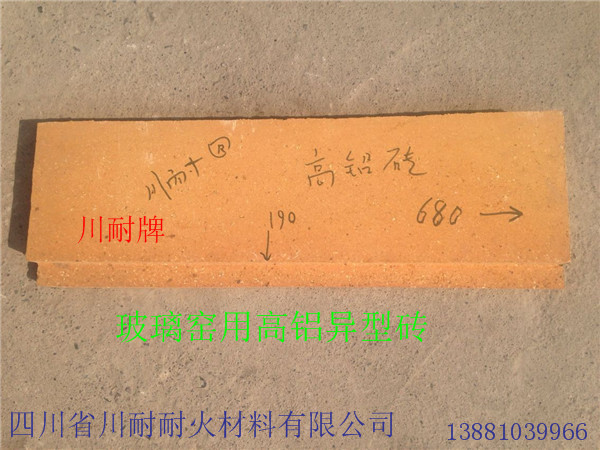 川耐 ®
高铝砖
川耐牌
190 ↓
680 →
玻璃窑用高铝异型砖
四川省川耐耐火材料有限公司 13881039966